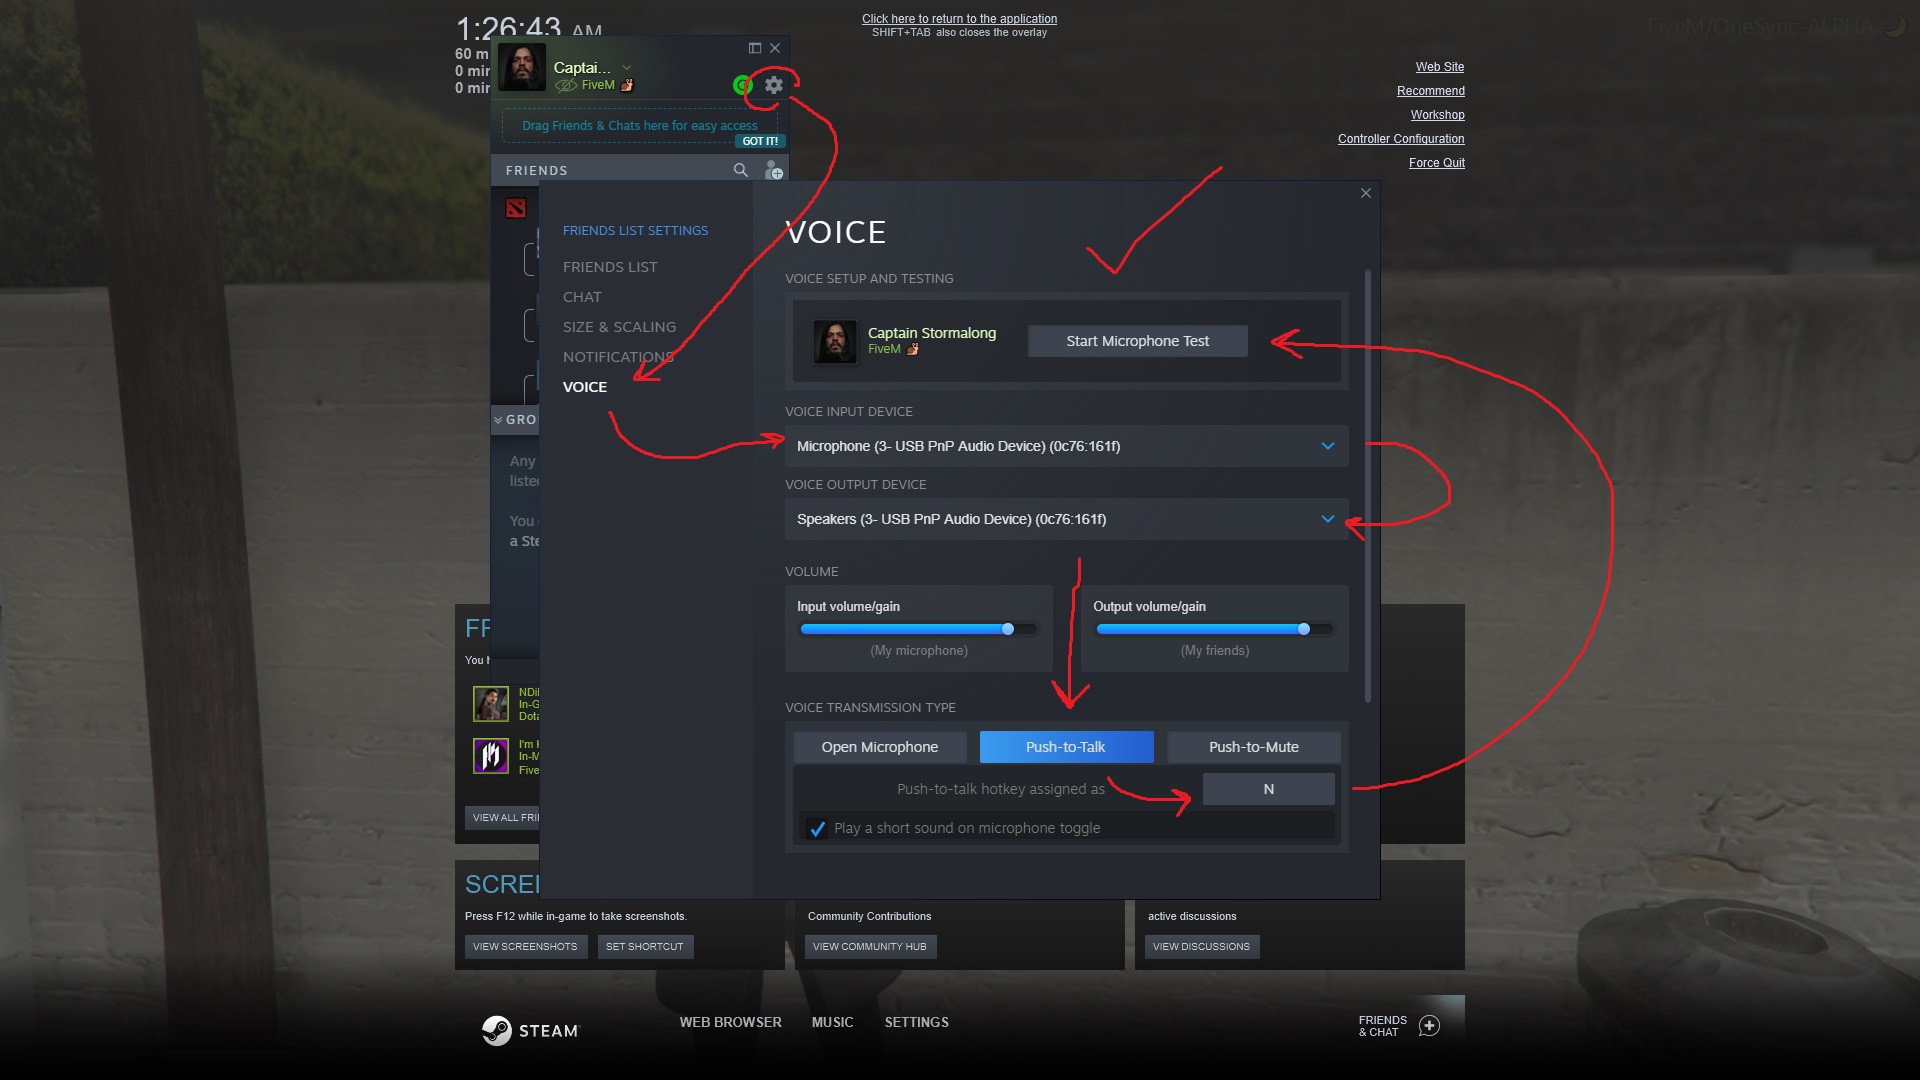 1:26:43 AM
60 m
0 min
0 min
Click here to return to the application
SHIFT+TAB also closes the overlay
FiveM/OneSync-ALPHA
Web Site
Recommend
Workshop
Controller Configuration
Force Quit
Captai...
FiveM
Drag Friends & Chats here for easy access
GOT IT!
FRIENDS
GRO
Any
liste
You
a Ste
FRIENDS LIST SETTINGS
FRIENDS LIST
CHAT
SIZE & SCALING
NOTIFICATIONS
VOICE
VOICE
VOICE SETUP AND TESTING
Captain Stormalong
FiveM
Start Microphone Test
VOICE INPUT DEVICE
Microphone (3- USB PnP Audio Device) (0c76:161f)
VOICE OUTPUT DEVICE
Speakers (3- USB PnP Audio Device) (0c76:161f)
VOLUME
Input volume/gain
(My microphone)
Output volume/gain
(My friends)
VOICE TRANSMISSION TYPE
Open Microphone
Push-to-Talk
Push-to-Mute
Push-to-talk hotkey assigned as
N
Play a short sound on microphone toggle
FR
You h
NDil
In-G
Dota
I'm
In-M
Five
VIEW ALL FRI
SCREE
Press F12 while in-game to take screenshots.
VIEW SCREENSHOTS
SET SHORTCUT
Community Contributions
VIEW COMMUNITY HUB
active discussions
VIEW DISCUSSIONS
STEAM
WEB BROWSER
MUSIC
SETTINGS
FRIENDS
& CHAT